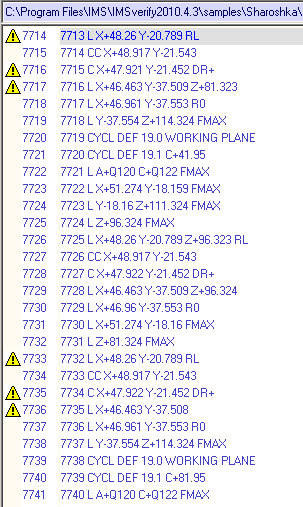 C:\Program Files\IMS\IMSverify2010.4.3\samples\Sharoshka\
7714 7713 L X+48.26 Y-20.789 RL
7715 7714 CC X+48.917 Y-21.543
7716 7715 C X+47.921 Y-21.452 DR+
7717 7716 L X+46.463 Y-37.509 Z+81.323
7718 7717 L X+46.961 Y-37.553 R0
7719 7718 L Y-37.554 Z+114.324 FMAX
7720 7719 CYCL DEF 19.0 WORKING PLANE
7721 7720 CYCL DEF 19.1 C+41.95
7722 7721 L A+Q120 C+Q122 FMAX
7723 7722 L X+51.274 Y-18.159 FMAX
7724 7723 L Y-18.16 Z+111.324 FMAX
7725 7724 L Z+96.324 FMAX
7726 7725 L X+48.26 Y-20.789 Z+96.323 RL
7727 7726 CC X+48.917 Y-21.543
7728 7727 C X+47.922 Y-21.452 DR+
7729 7728 L X+46.463 Y-37.509 Z+96.324
7730 7729 L X+46.96 Y-37.553 R0
7731 7730 L X+51.274 Y-18.16 FMAX
7732 7731 L Z+81.324 FMAX
7733 7732 L X+48.26 Y-20.789 RL
7734 7733 CC X+48.917 Y-21.543
7735 7734 C X+47.922 Y-21.452 DR+
7736 7735 L X+46.463 Y-37.508
7737 7736 L X+46.961 Y-37.553 R0
7738 7737 L Y-37.554 Z+114.324 FMAX
7739 7738 CYCL DEF 19.0 WORKING PLANE
7740 7739 CYCL DEF 19.1 C+81.95
7741 7740 L A+Q120 C+Q122 FMAX